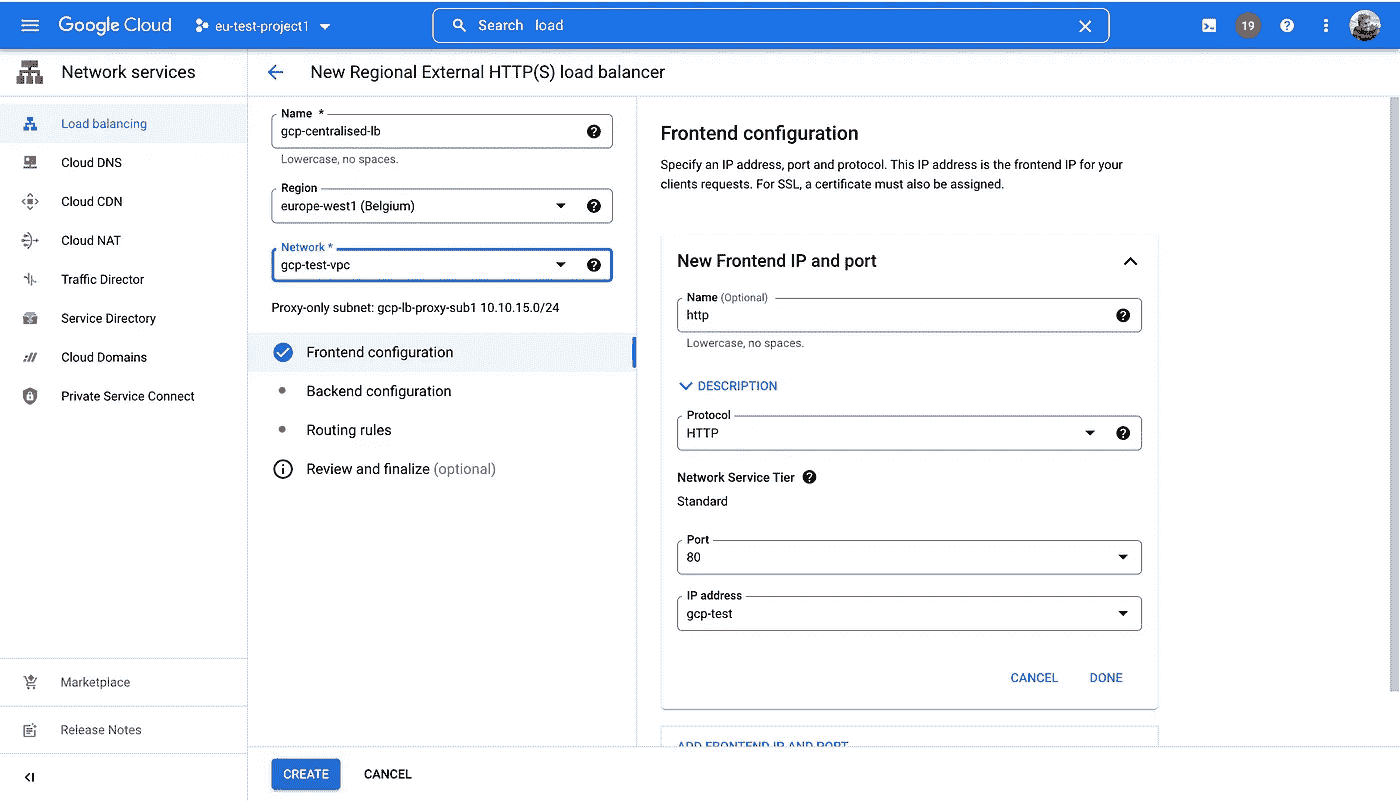 Google Cloud
eu-test-project1
Search load
19
Network services
New Regional External HTTP(S) load balancer
Load balancing
Cloud DNS
Cloud CDN
Cloud NAT
Traffic Director
Service Directory
Cloud Domains
Private Service Connect
Marketplace
Release Notes
Name *
gcp-centralised-lb
Lowercase, no spaces.
Region
europe-west1 (Belgium)
Network *
gcp-test-vpc
Proxy-only subnet: gcp-lb-proxy-sub1 10.10.15.0/24
Frontend configuration
Backend configuration
Routing rules
Review and finalize (optional)
Frontend configuration
Specify an IP address, port and protocol. This IP address is the frontend IP for your
clients requests. For SSL, a certificate must also be assigned.
New Frontend IP and port
Name (Optional)
http
Lowercase, no spaces.
DESCRIPTION
Protocol
HTTP
Network Service Tier
Standard
Port
80
IP address
gcp-test
CANCEL DONE
ADD FRONTEND IP AND PORT
CREATE CANCEL